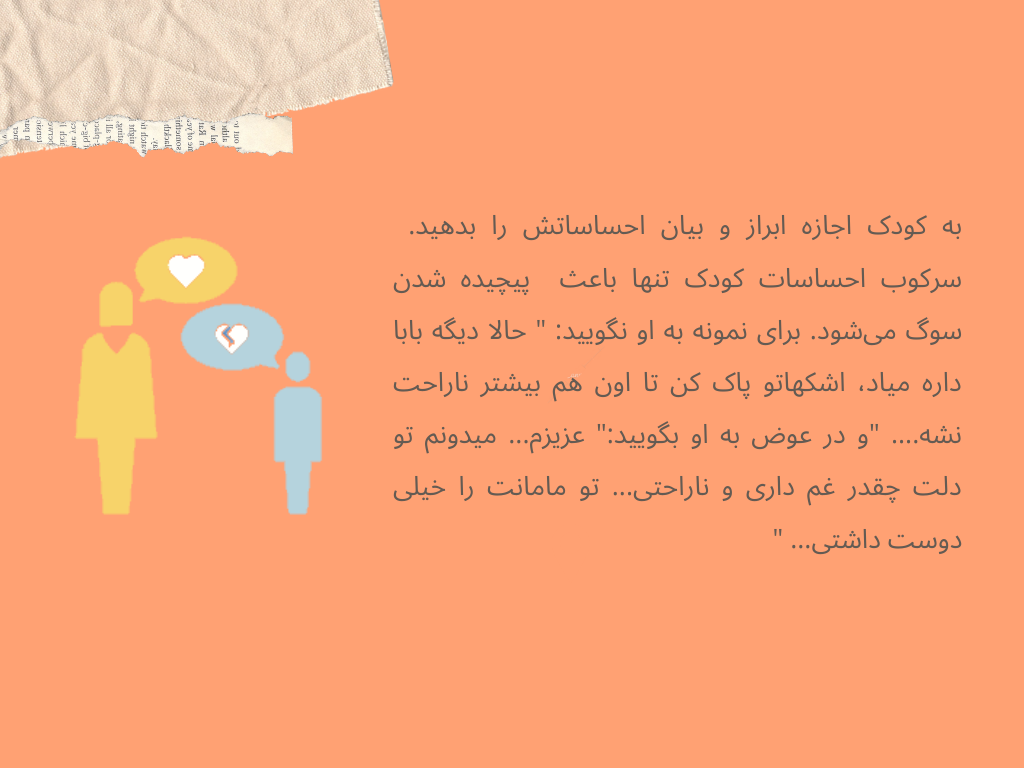 به کودک اجازه ابراز و بیان احساساتش را بدهید.
سرکوب احساسات کودک تنها باعث پیچیده شدن
سوگ می‌شود. برای نمونه به او نگویید: " حالا دیگه بابا
داره میاد، اشکهاتو پاک کن تا اون هم بیشتر ناراحت
نشه.... "و در عوض به او بگویید:" عزیزم... میدونم تو
دلت چقدر غم داری و ناراحتی... تو مامانت را خیلی
دوست داشتی... "